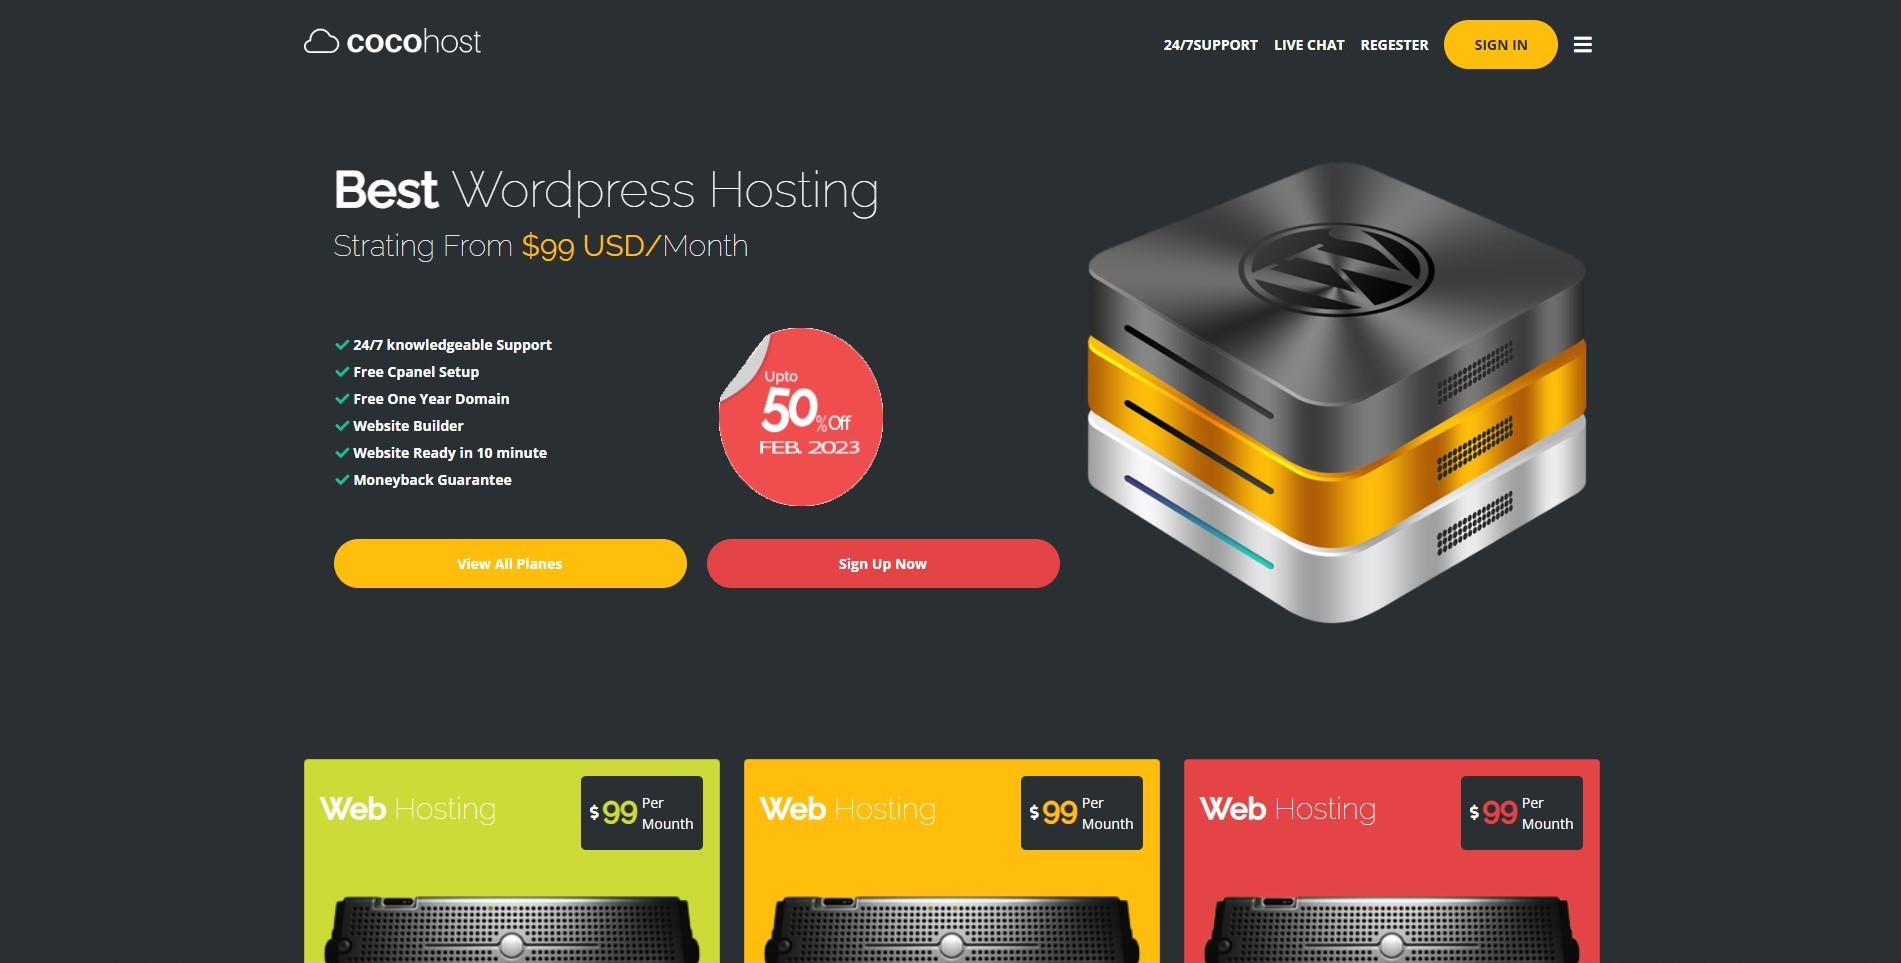 cocohost
24/7SUPPORT LIVE CHAT REGESTER SIGN IN
Best Wordpress Hosting
Strating From $99 USD/Month
24/7 knowledgeable Support
Free Cpanel Setup
Free One Year Domain
Website Builder
Website Ready in 10 minute
Moneyback Guarantee
Upto
50%Off
FEB. 2023
View All Planes
Sign Up Now
Web Hosting
$99 Per
Mounth
Web Hosting
$99 Per
Mounth
Web Hosting
$99 Per
Mounth